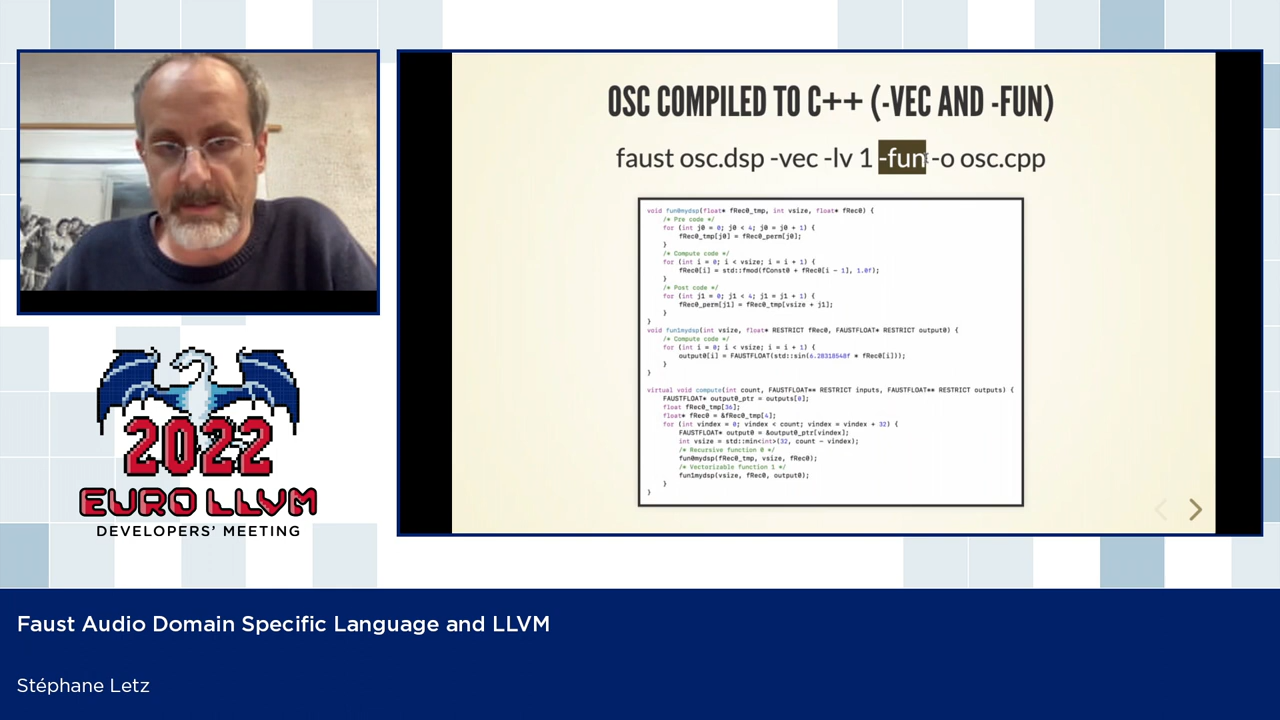 OSC COMPILED TO C++ (-VEC AND -FUN)
faust osc.dsp -vec -lv 1 -fun -o osc.cpp
void fun0mydsp(float* fRec0_tmp, int vsize, float* fRec0) {
/* Pre code */
for (int j0 = 0; j0 < 4; j0 = j0 + 1) {
fRec0_tmp[j0] = fRec0_perm[j0];
}
/* Compute code */
for (int i = 0; i < vsize; i = i + 1) {
fRec0[i] = std::fmod(fConst0 + fRec0[i - 1], 1.0f);
}
/* Post code */
for (int j1 = 0; j1 < 4; j1 = j1 + 1) {
fRec0_perm[j1] = fRec0_tmp[vsize + j1];
}
}
void fun1mydsp(int vsize, float* RESTRICT fRec0, FAUSTFLOAT* RESTRICT output0) {
/* Compute code */
for (int i = 0; i < vsize; i = i + 1) {
output0[i] = FAUSTFLOAT(std::sin(6.28318548f * fRec0[i]));
}
}
virtual void compute(int count, FAUSTFLOAT** RESTRICT inputs, FAUSTFLOAT** RESTRICT outputs) {
FAUSTFLOAT* output0_ptr = outputs[0];
float fRec0_tmp[36];
float* fRec0 = &fRec0_tmp[4];
for (int vindex = 0; vindex < count; vindex = vindex + 32) {
FAUSTFLOAT* output0 = &output0_ptr[vindex];
int vsize = std::min<int>(32, count - vindex);
/* Recursive function 0 */
fun0mydsp(fRec0_tmp, vsize, fRec0);
/* Vectorizable function 1 */
fun1mydsp(vsize, fRec0, output0);
}
}
2022
EURO LLVM
DEVELOPERS' MEETING
Faust Audio Domain Specific Language and LLVM
Stéphane Letz